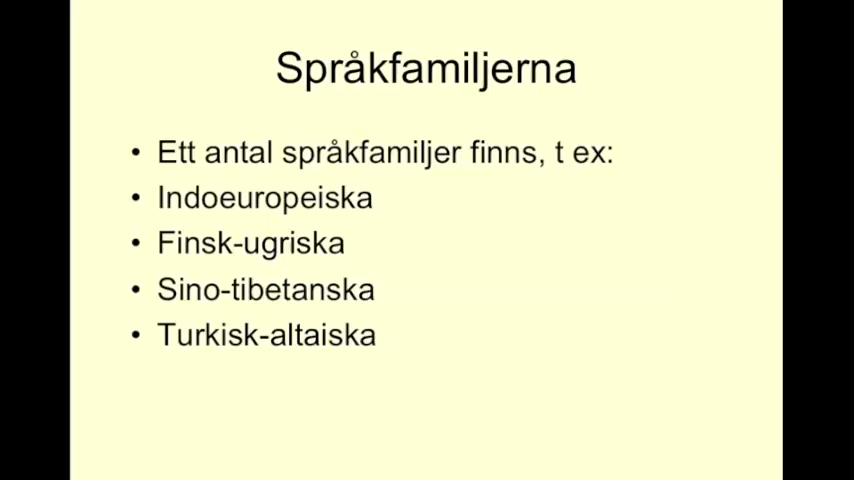 Språkfamiljerna
• Ett antal språkfamiljer finns, t ex:
• Indoeuropeiska
• Finsk-ugriska
• Sino-tibetanska
• Turkisk-altaiska